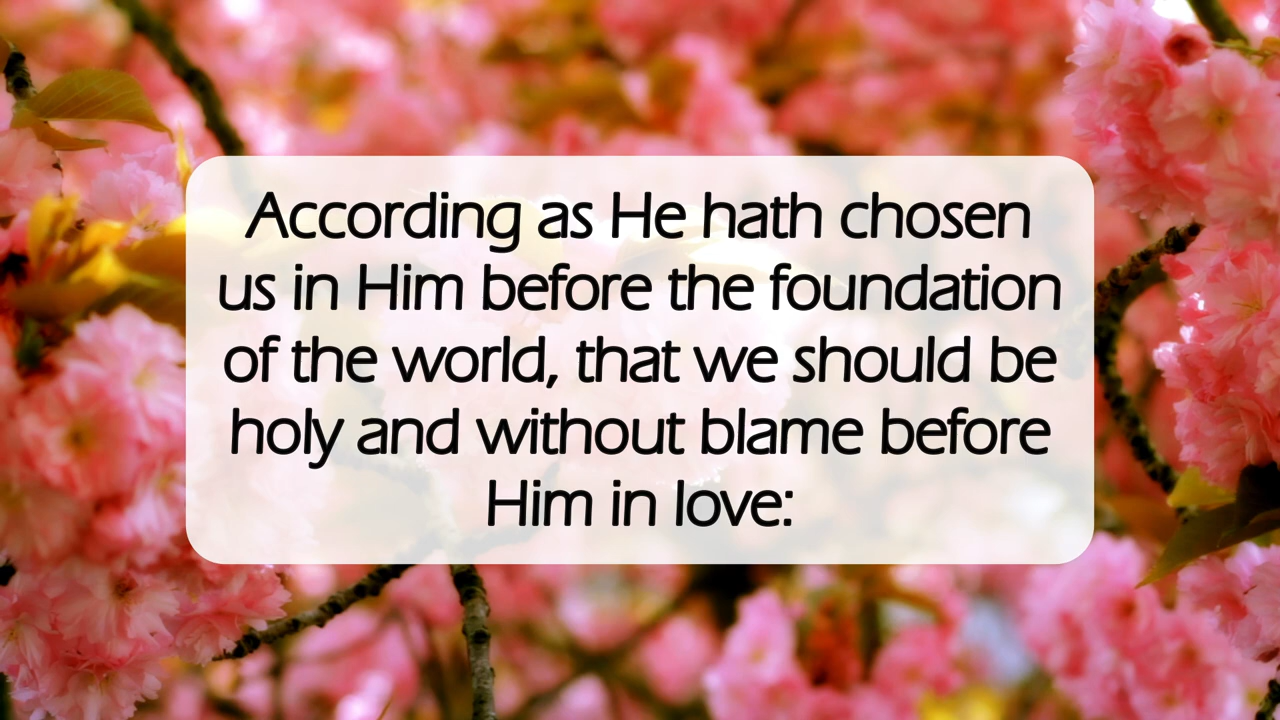 According as He hath chosen
us in Him before the foundation
of the world, that we should be
holy and without blame before
Him in love: